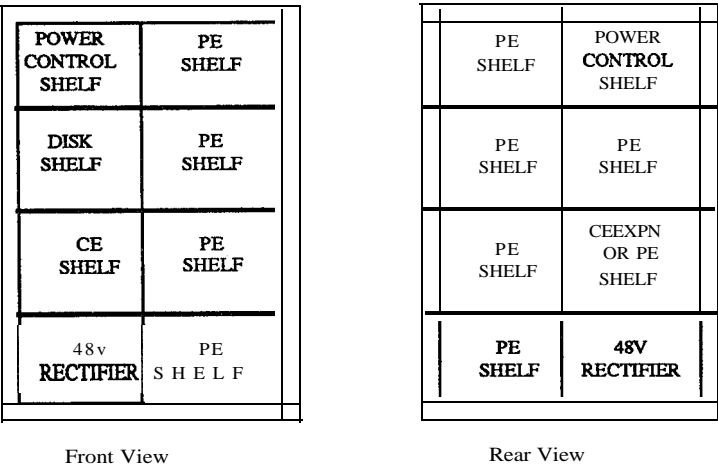 POWER
CONTROL
SHELF
PE
SHELF
DISK
SHELF
PE
SHELF
CE
SHELF
PE
SHELF
48v
RECTIFIER
PE
SHELF
Front View
PE
SHELF
POWER
CONTROL
SHELF
PE
SHELF
PE
SHELF
PE
SHELF
CEEXPN
OR PE
SHELF
PE
SHELF
48V
RECTIFIER
Rear View